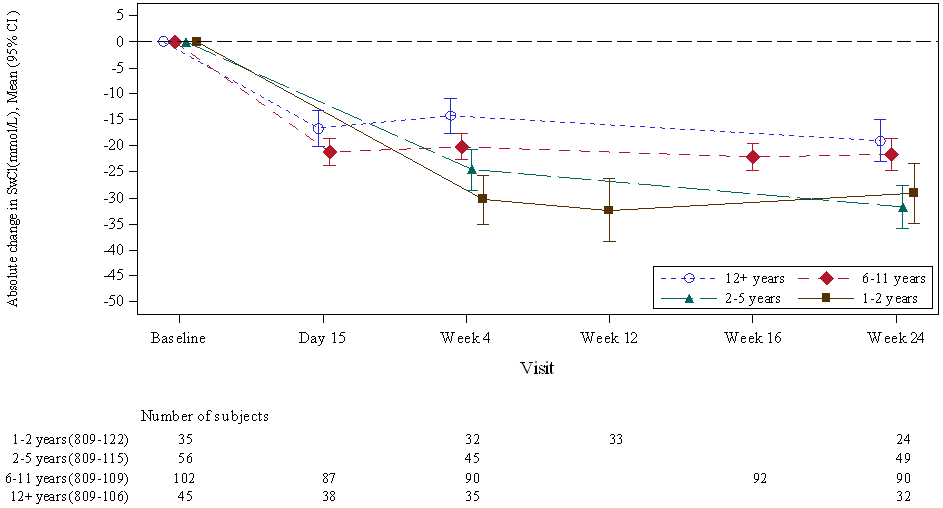 Absolute change in SwCl(mmol/L), Mean (95% CI)
5
0
-5
-10
-15
-20
-25
-30
-35
-40
-45
-50
12+ years
6-11 years
2-5 years
1-2 years
Baseline
Day 15
Week 4
Week 12
Week 16
Week 24
Visit
Number of subjects
1-2 years (809-122) 35 32 33 24
2-5 years (809-115) 56 45 49
6-11 years (809-109) 102 87 90 92 90
12+ years (809-106) 45 38 35 32